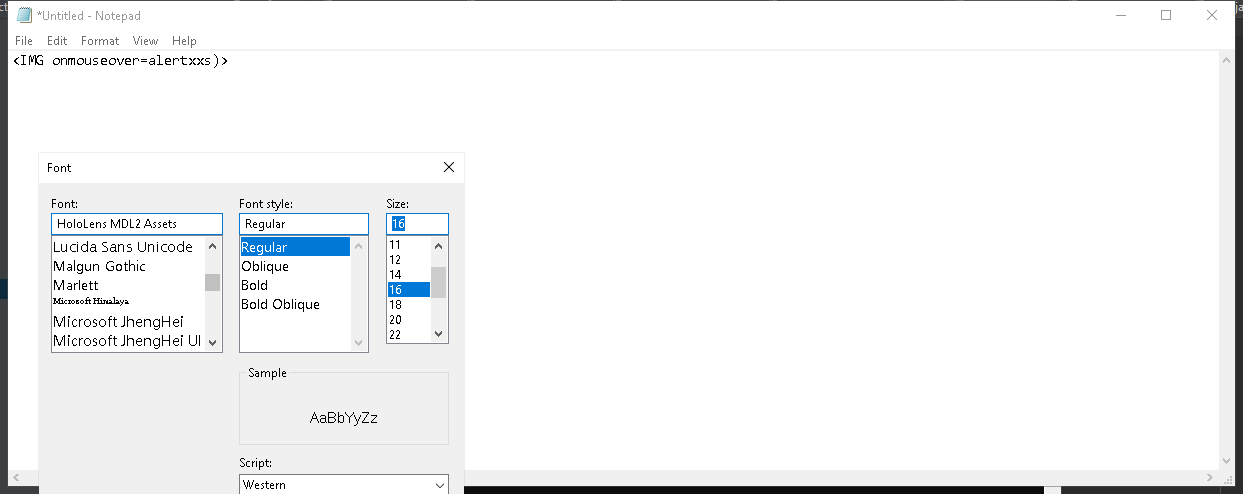 *Untitled - Notepad
File Edit Format View Help
<IMG onmouseover=alertxxs)>
Font
Font: Font style: Size:
HoloLens MDL2 Assets Regular 16
Lucida Sans Unicode Regular 11
Malgun Gothic Oblique 12
Marlett Bold 14
Microsoft Himalaya Bold Oblique 16
Microsoft JhengHei 18
Microsoft JhengHei UI 20
22
Sample
AaBbYyZz
Script:
Western